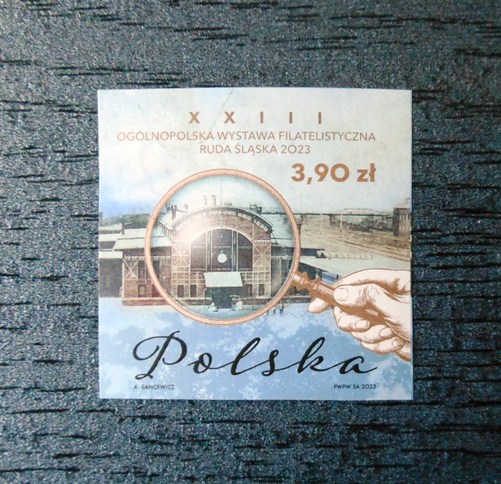 XXIII
OGÓLNOPOLSKA WYSTAWA FILATELISTYCZNA
RUDA ŚLĄSKA 2023
3,90 zł
Polska
A. SANCEWICZ
PWPW SA 2023